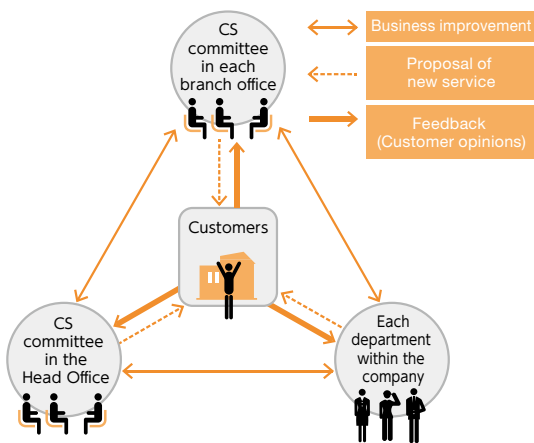 CS
committee
in each
branch office
Business improvement
Proposal of
new service
Feedback
(Customer opinions)
Customers
CS
committee
in the
Head Office
Each
department
within the
company